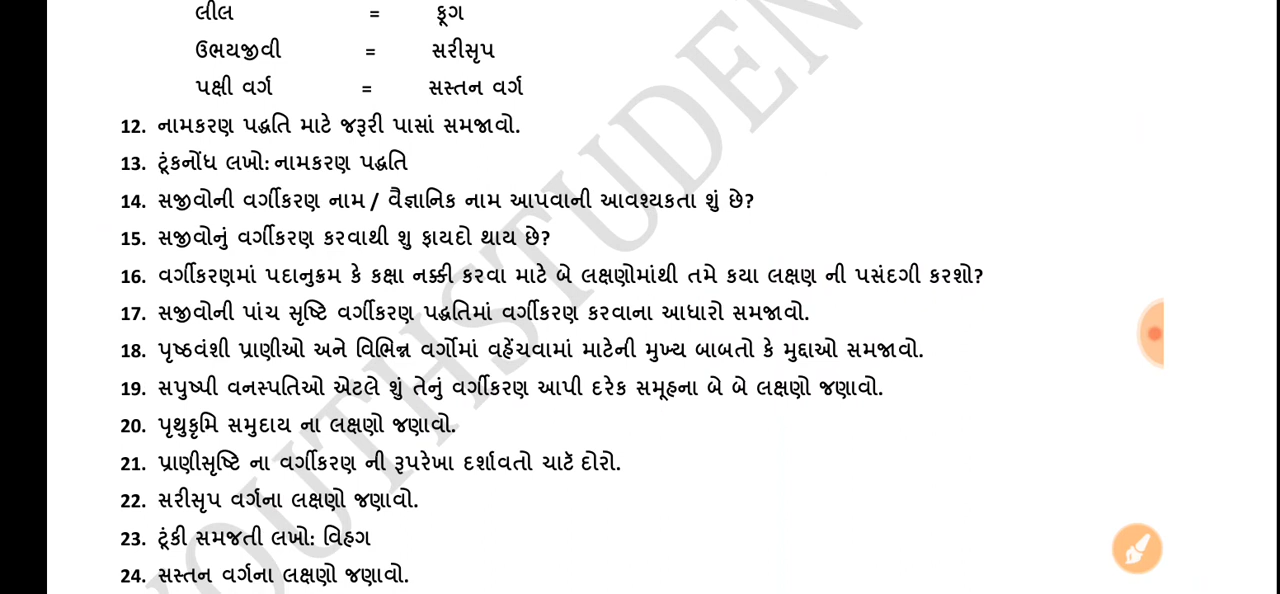 લીલ = ફૂગ
ઉભયજીવી = સરીસૃપ
પક્ષી વર્ગ = સસ્તન વર્ગ
12. નામકરણ પદ્ધતિ માટે જરૂરી પાસાં સમજાવો.
13. ટૂંકનોંધ લખો: નામકરણ પદ્ધતિ
14. સજીવોની વર્ગીકરણ નામ / વૈજ્ઞાનિક નામ આપવાની આવશ્યકતા શું છે?
15. સજીવોનું વર્ગીકરણ કરવાથી શુ ફાયદો થાય છે?
16. વર્ગીકરણમાં પદાનુક્રમ કે કક્ષા નક્કી કરવા માટે બે લક્ષણોમાંથી તમે કયા લક્ષણ ની પસંદગી કરશો?
17. સજીવોની પાંચ સૃષ્ટિ વર્ગીકરણ પદ્ધતિમાં વર્ગીકરણ કરવાના આધારો સમજાવો.
18. પૃષ્ઠવંશી પ્રાણીઓ અને વિભિન્ન વર્ગોમાં વહેંચવામાં માટેની મુખ્ય બાબતો કે મુદ્દાઓ સમજાવો.
19. સપુષ્પી વનસ્પતિઓ એટલે શું તેનું વર્ગીકરણ આપી દરેક સમૂહના બે બે લક્ષણો જણાવો.
20. પૃથુકૃમિ સમુદાય ના લક્ષણો જણાવો.
21. પ્રાણીસૃષ્ટિ ના વર્ગીકરણ ની રૂપરેખા દર્શાવતો ચાર્ટ દોરો.
22. સરીસૃપ વર્ગના લક્ષણો જણાવો.
23. ટૂંકી સમજતી લખો: વિહગ
24. સસ્તન વર્ગના લક્ષણો જણાવો.
YOUTHSTUDEN